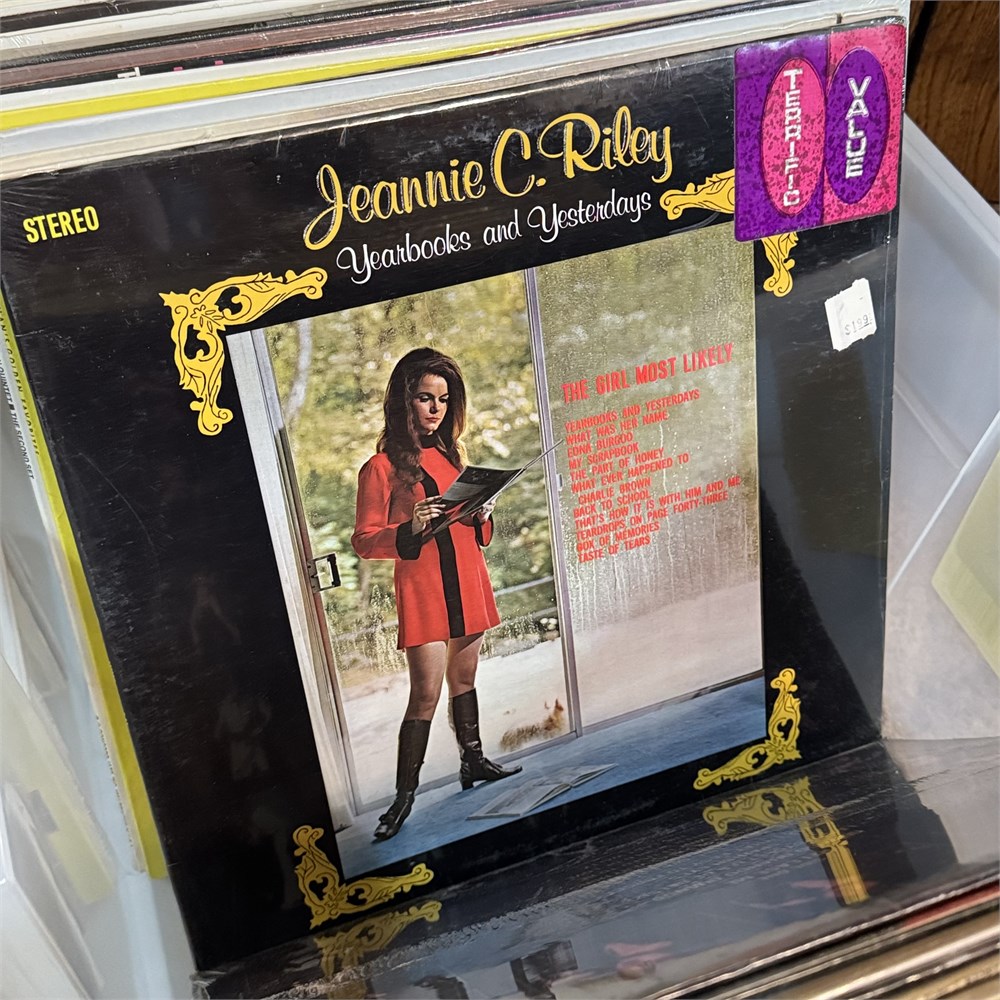 STEREO
Jeannie C. Riley
Yearbooks and Yesterdays
TERRIFIC
VALUE
$1.99
THE GIRL MOST LIKELY
YEARBOOKS AND YESTERDAYS
WHAT WAS HER NAME
EDNA BURGOO
MY SCRAPBOOK
THE PART OF HONEY
WHAT EVER HAPPENED TO
CHARLIE BROWN
BACK TO SCHOOL
THAT'S HOW IT IS WITH HIM AND ME
TEARDROPS ON PAGE FORTY-THREE
BOX OF MEMORIES
TASTE OF TEARS